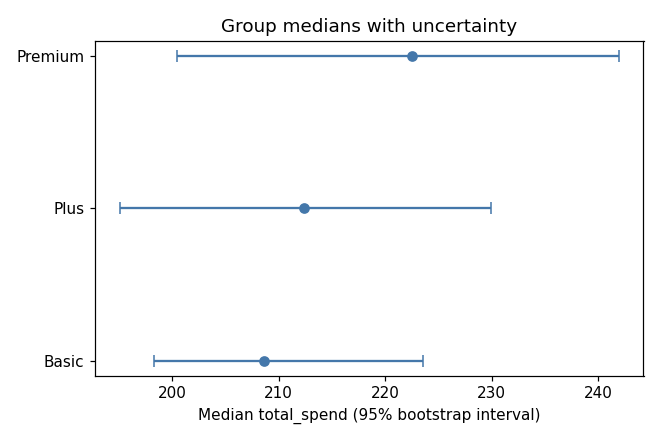 Group medians with uncertainty
Premium
Plus
Basic
200 210 220 230 240
Median total_spend (95% bootstrap interval)